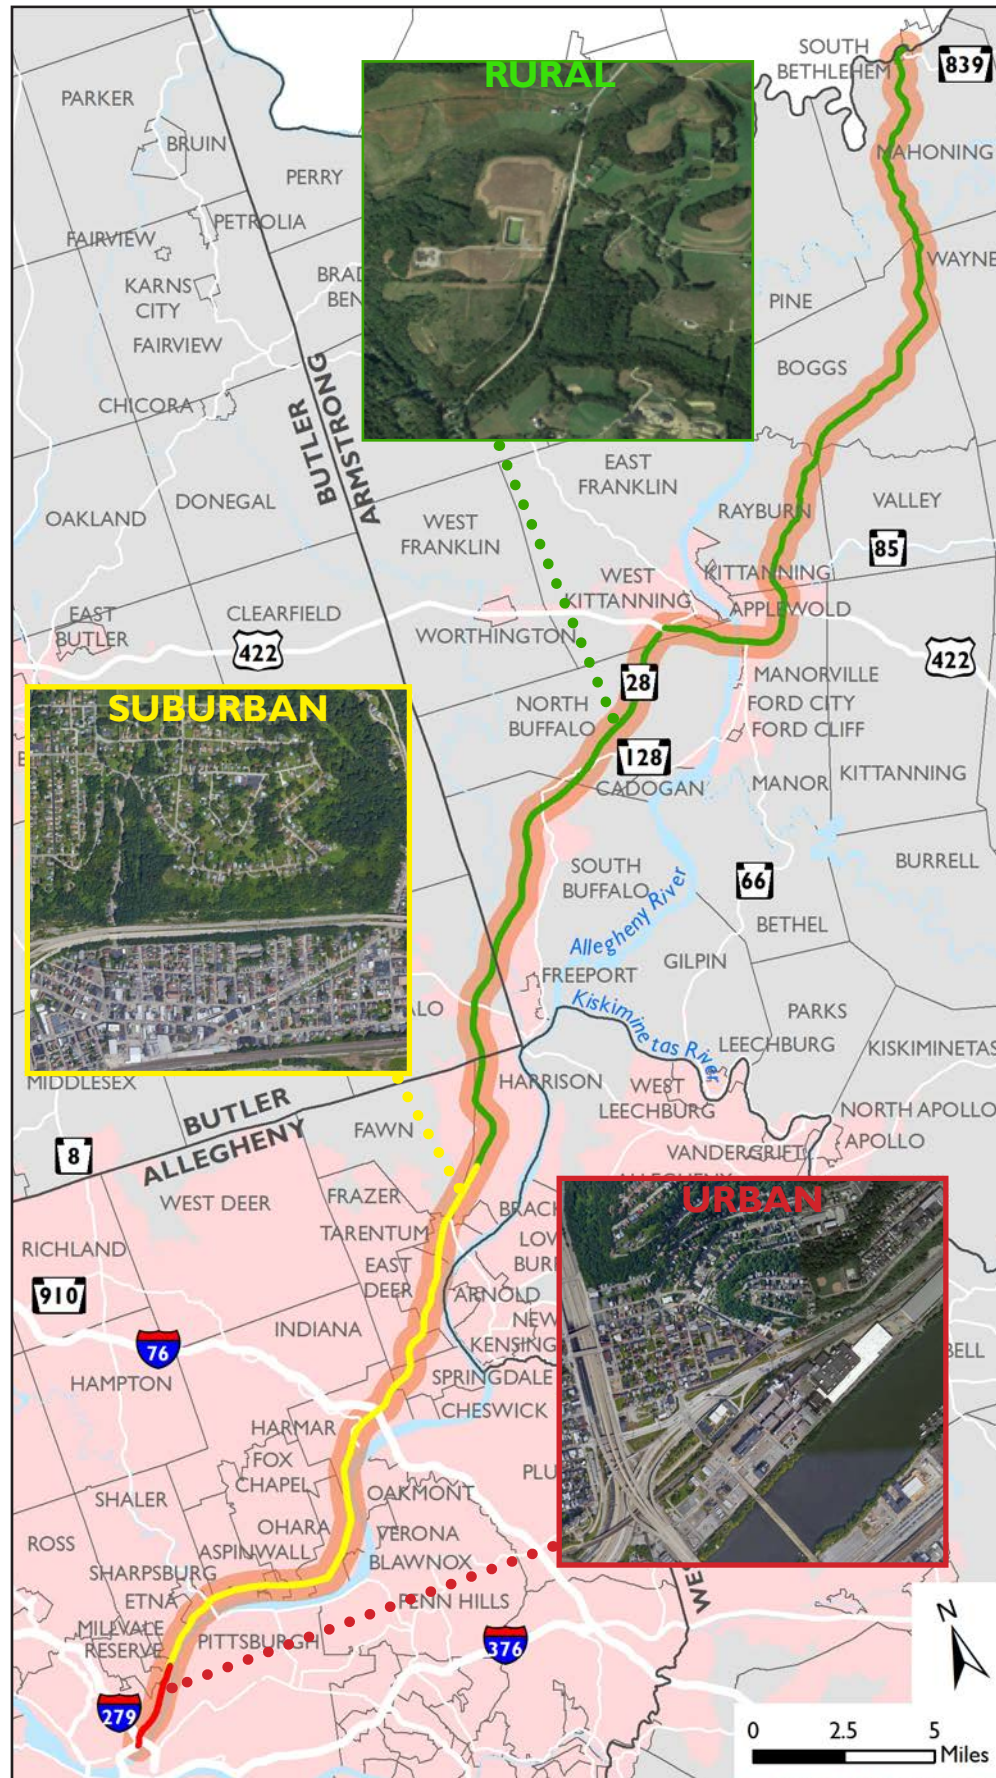 SOUTH
BETHLEHEM
839
RURAL
PARKER
BRUIN
MAHONING
PERRY
PETROLIA
FAIRVIEW
WAYNE
KARNS
CITY
PINE
FAIRVIEW
BOGGS
CHICORA
BUTLER
ARMSTRONG
EAST
FRANKLIN
DONEGAL
OAKLAND
WEST
FRANKLIN
RAYBURN
VALLEY
85
WEST
KITTANNING
KITTANNING
APPLEWOLD
EAST
BUTLER
CLEARFIELD
WORTHINGTON
422
422
MANORVILLE
28
FORD CITY
FORD CLIFF
NORTH
BUFFALO
SUBURBAN
128
CADOGAN
MANOR
KITTANNING
SOUTH
BUFFALO
BURRELL
66
Allegheny River
BETHEL
GILPIN
FREEPORT
Kiskiminetas River
PARKS
LEECHBURG
KISKIMINETAS
MIDDLESEX
HARRISON
WEST
LEECHBURG
BUTLER
ALLEGHENY
NORTH APOLLO
APOLLO
FAWN
8
VANDERGRIFT
WEST DEER
FRAZER
URBAN
TARENTUM
RICHLAND
EAST
DEER
910
ARNOLD
NEW
INDIANA
76
SPRINGDALE
HAMPTON
CHESWICK
HARMAR
FOX
CHAPEL
OAKMONT
SHALER
OHARA
VERONA
ROSS
ASPINWALL
BLAWNOX
SHARPSBURG
ETNA
PENN HILLS
MILLVALE
RESERVE
PITTSBURGH
376
N
279
0 2.5 5
Miles